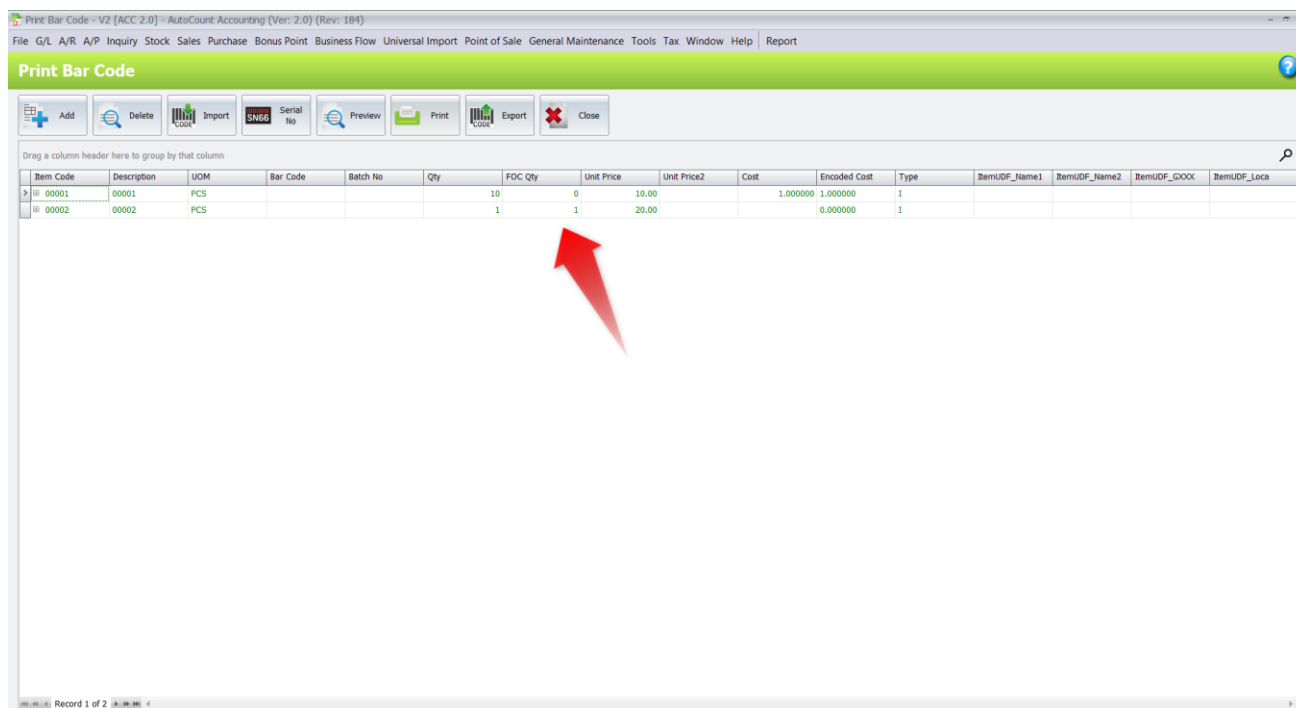 Print Bar Code - V2 [ACC 2.0] - AutoCount Accounting (Ver: 2.0) (Rev: 184)
File G/L A/R A/P Inquiry Stock Sales Purchase Bonus Point Business Flow Universal Import Point of Sale General Maintenance Tools Tax Window Help Report
Print Bar Code
Add Delete CODE Import SN66 Serial No Preview Print CODE Export Close
Drag a column header here to group by that column
Item Code Description UOM Bar Code Batch No Qty FOC Qty Unit Price Unit Price2 Cost Encoded Cost Type ItemUDF_Name1 ItemUDF_Name2 ItemUDF_GXXX ItemUDF_Loca
00001 00001 PCS 10 0 10.00 1.000000 1.000000 I
00002 00002 PCS 1 1 20.00 0.000000 I
Record 1 of 2